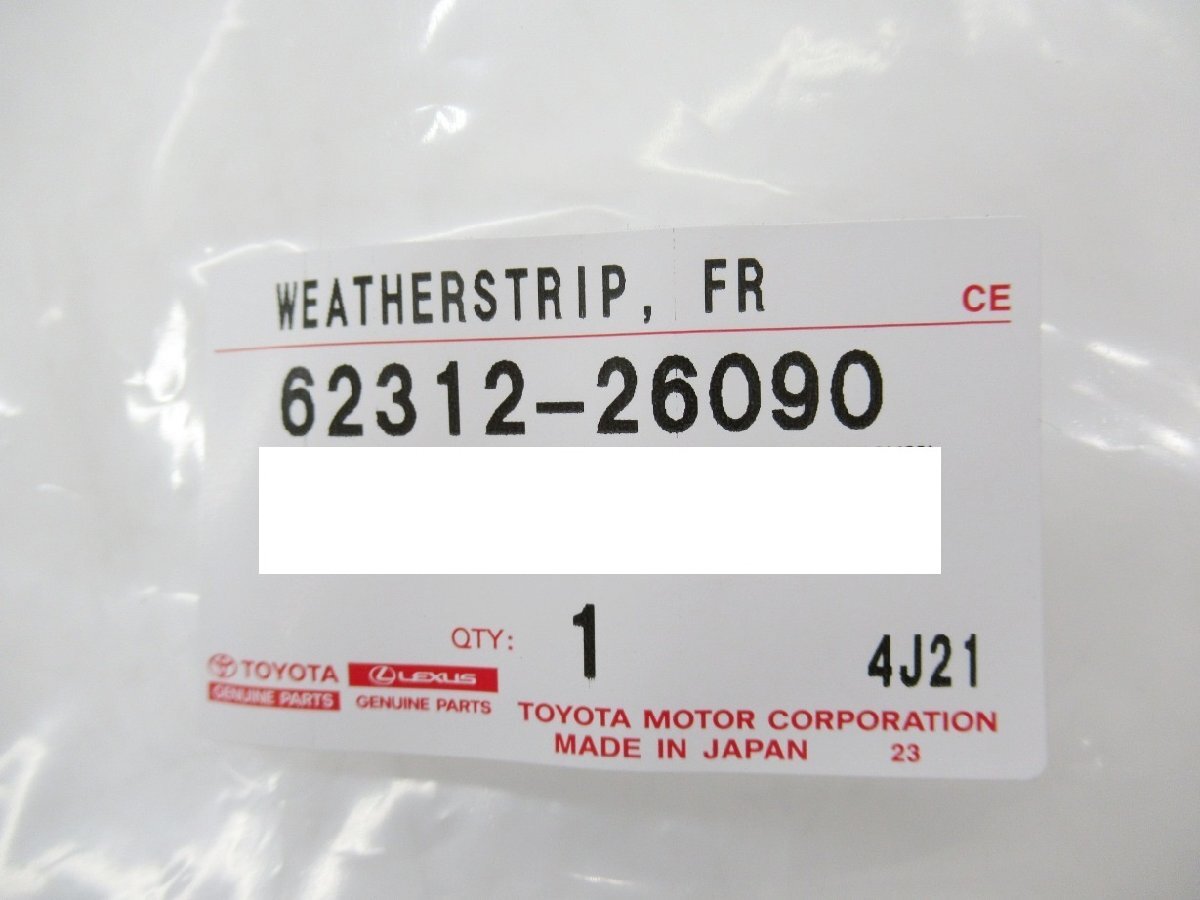 WEATHERSTRIP, FR
CE
62312-26090
QTY: 1
4J21
TOYOTA
GENUINE PARTS
LEXUS
GENUINE PARTS
TOYOTA MOTOR CORPORATION
MADE IN JAPAN 23